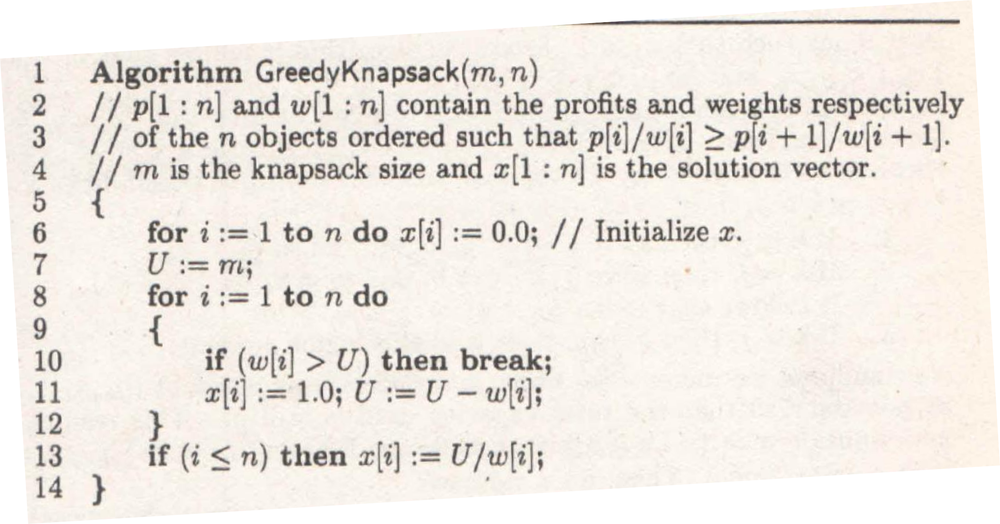 1 Algorithm GreedyKnapsack(m, n)
2 // p[1 : n] and w[1 : n] contain the profits and weights respectively
3 // of the n objects ordered such that p[i]/w[i] ≥ p[i + 1]/w[i + 1].
4 // m is the knapsack size and x[1 : n] is the solution vector.
5 {
6 for i := 1 to n do x[i] := 0.0; // Initialize x.
7 U := m;
8 for i := 1 to n do
9 {
10 if (w[i] > U) then break;
11 x[i] := 1.0; U := U − w[i];
12 }
13 if (i ≤ n) then x[i] := U/w[i];
14 }